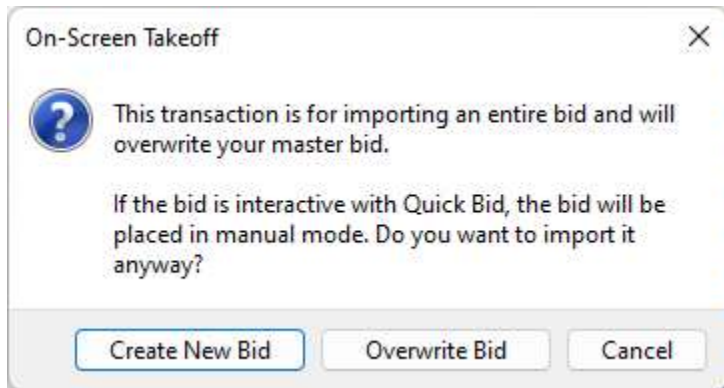 On-Screen Takeoff
This transaction is for importing an entire bid and will
overwrite your master bid.
If the bid is interactive with Quick Bid, the bid will be
placed in manual mode. Do you want to import it
anyway?
Create New Bid Overwrite Bid Cancel